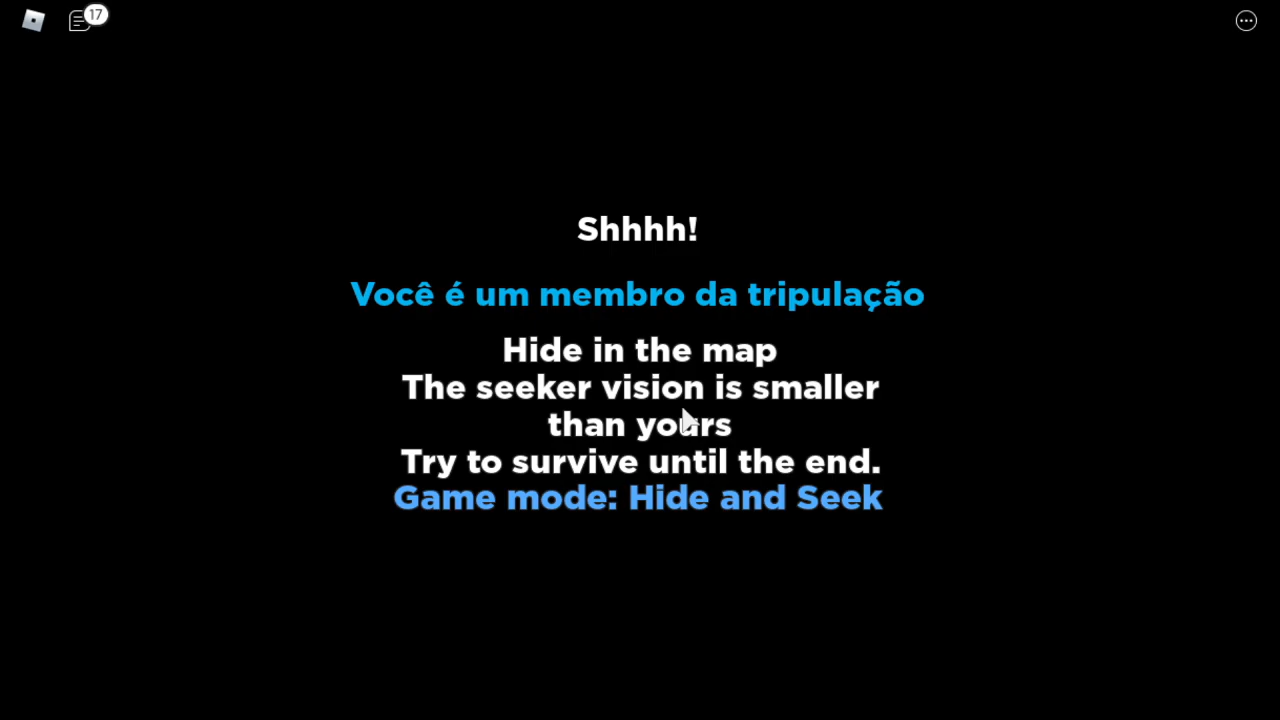 17
Shhhh!
Você é um membro da tripulação
Hide in the map
The seeker vision is smaller
than yours
Try to survive until the end.
Game mode: Hide and Seek